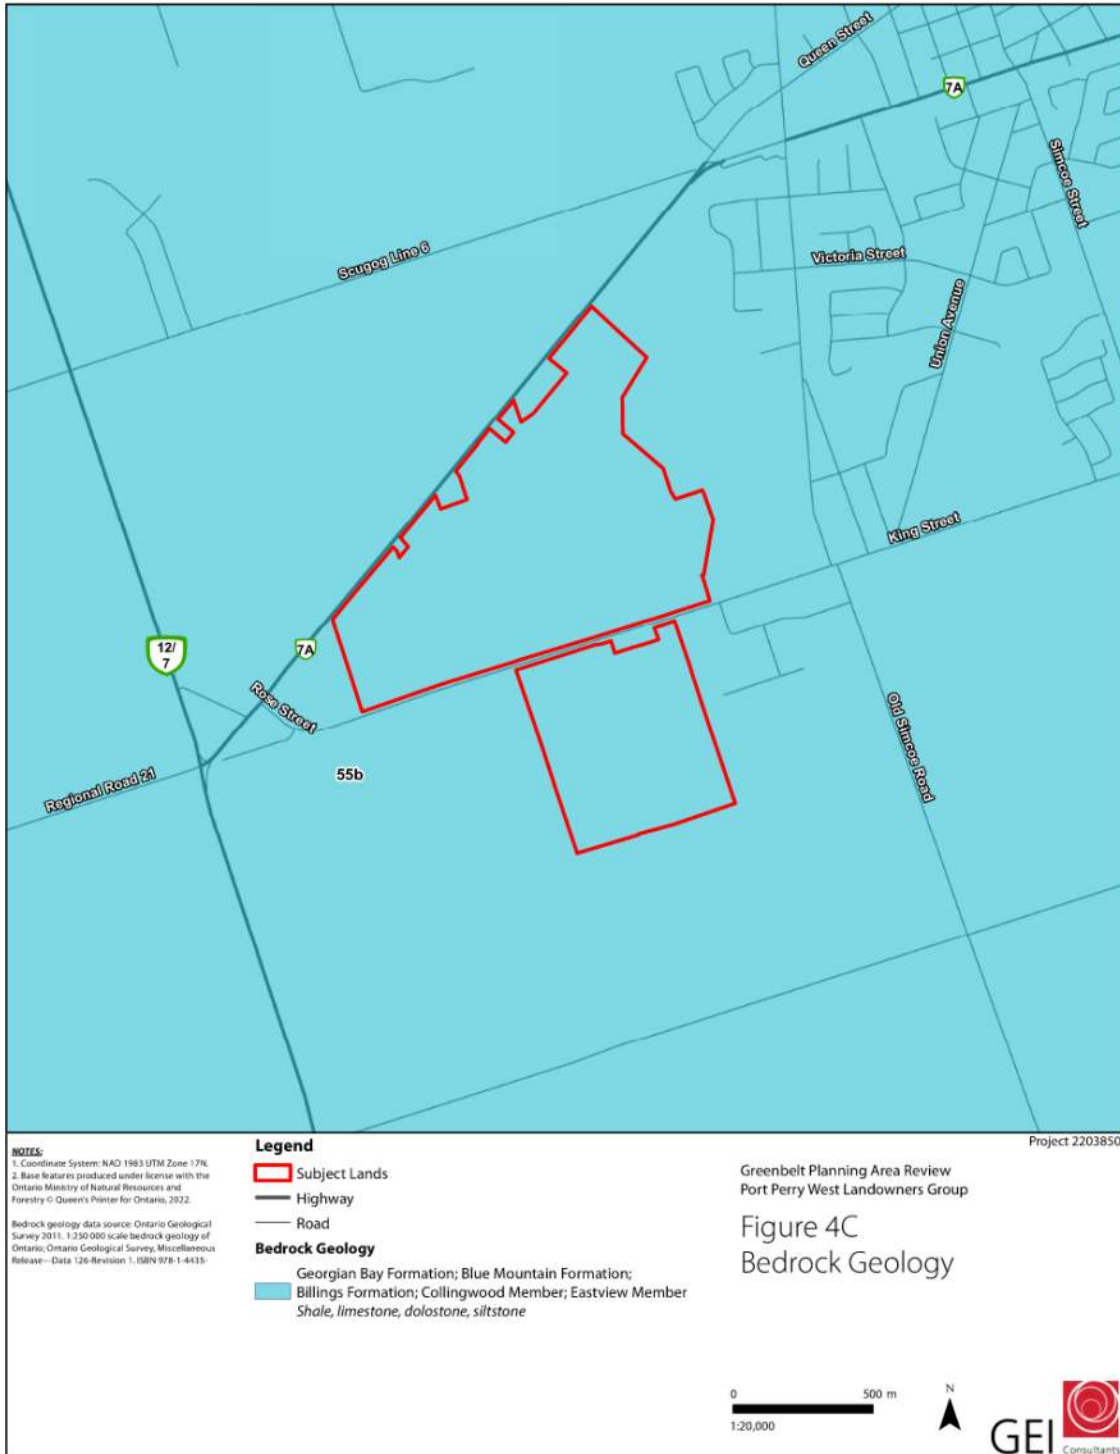 Queen Street
7A
Simcoe Street
Scugog Line 6
Victoria Street
Union Avenue
King Street
12/
7
7A
Rose Street
Old Simcoe Road
Regional Road 21
55b
NOTES:
1. Coordinate System: NAD 1983 UTM Zone 17N.
2. Base features produced under license with the
Ontario Ministry of Natural Resources and
Forestry © Queen's Printer for Ontario, 2022.
Bedrock geology data source: Ontario Geological
Survey 2011. 1:250 000 scale bedrock geology of
Ontario; Ontario Geological Survey, Miscellaneous
Release---Data 126-Revision 1. ISBN 978-1-4435-
Legend
Subject Lands
Highway
Road
Bedrock Geology
Georgian Bay Formation; Blue Mountain Formation;
Billings Formation; Collingwood Member; Eastview Member
Shale, limestone, dolostone, siltstone
Project 2203850
Greenbelt Planning Area Review
Port Perry West Landowners Group
Figure 4C
Bedrock Geology
0 500 m
1:20,000
N
GEI
Consultants